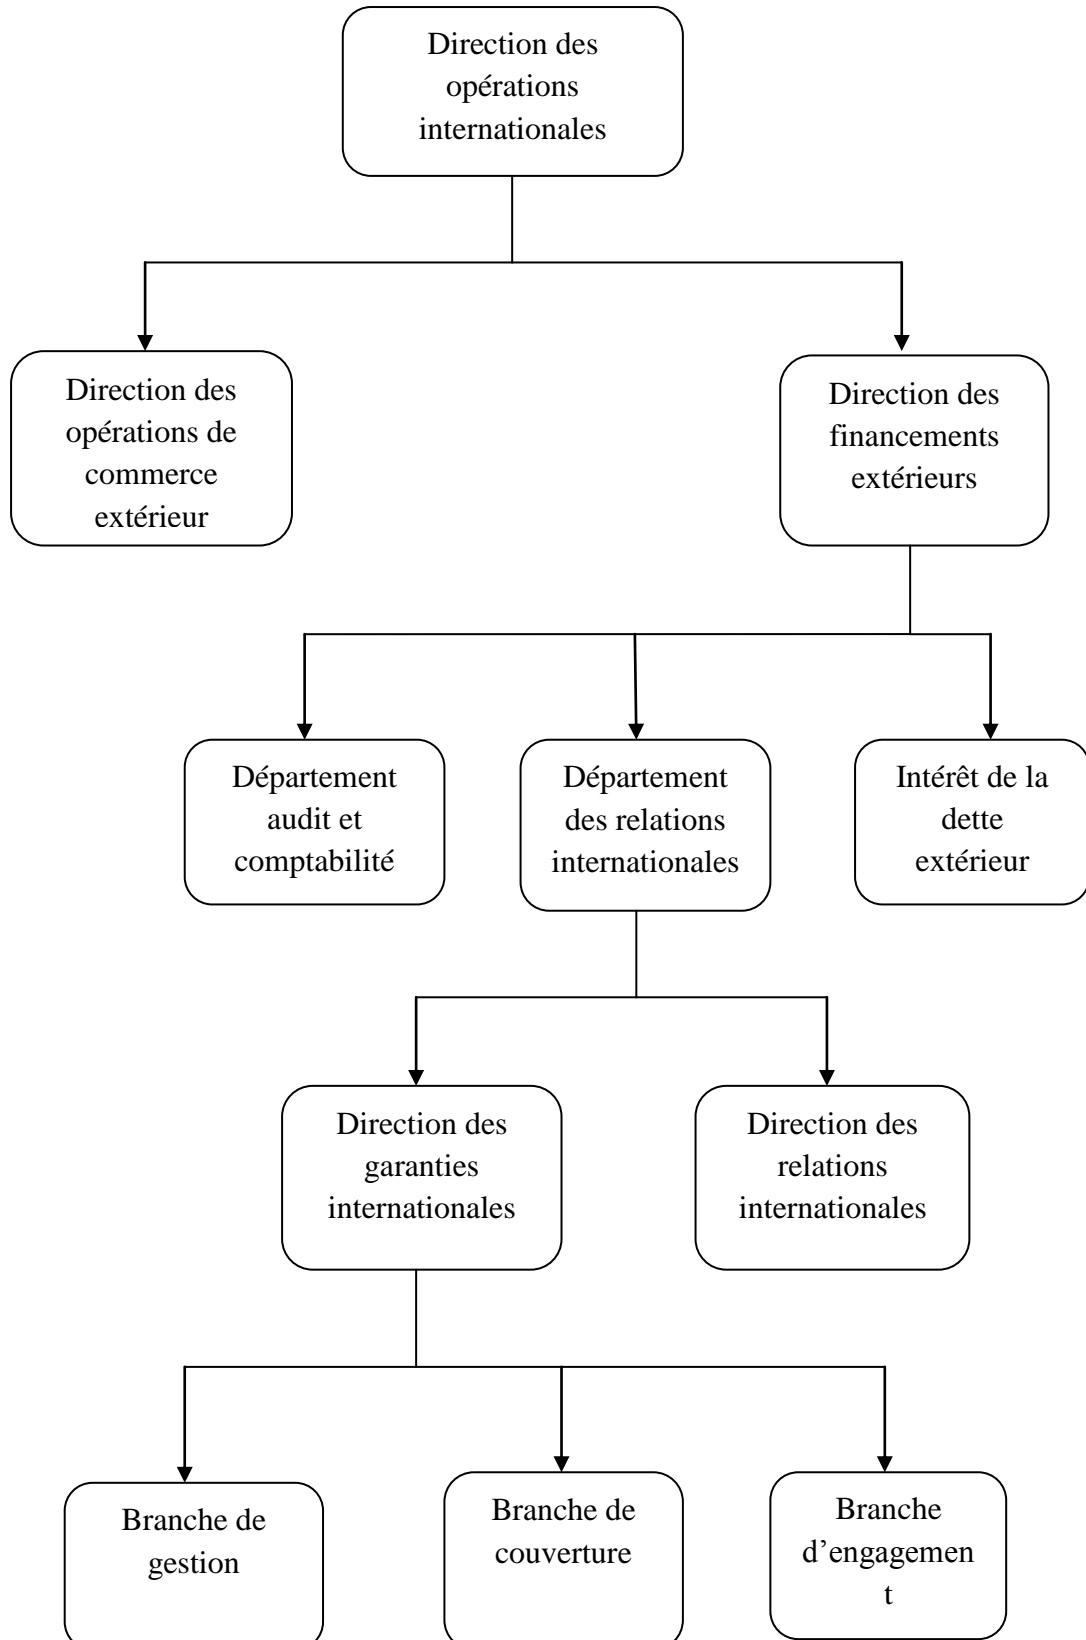 Direction des
opérations
internationales
Direction des
opérations de
commerce
extérieur
Direction des
financements
extérieurs
Département
audit et
comptabilité
Département
des relations
internationales
Intérêt de la
dette
extérieur
Direction des
garanties
internationales
Direction des
relations
internationales
Branche de
gestion
Branche de
couverture
Branche
d’engagemen
t